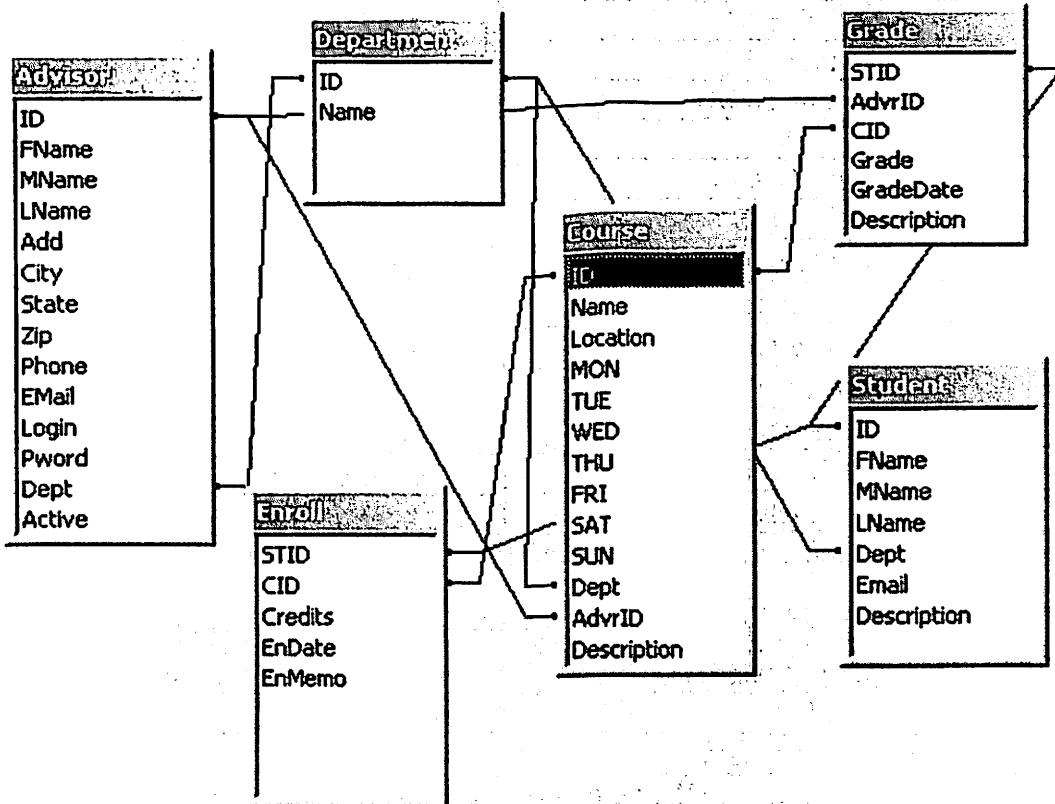 Advisor
ID
FName
MName
LName
Add
City
State
Zip
Phone
EMail
Login
Pword
Dept
Active
Department
ID
Name
Grade
STID
AdvrID
CID
Grade
GradeDate
Description
Course
ID
Name
Location
MON
TUE
WED
THU
FRI
SAT
SUN
Dept
AdvrID
Description
Student
ID
FName
MName
LName
Dept
Email
Description
Enroll
STID
CID
Credits
EnDate
EnMemo